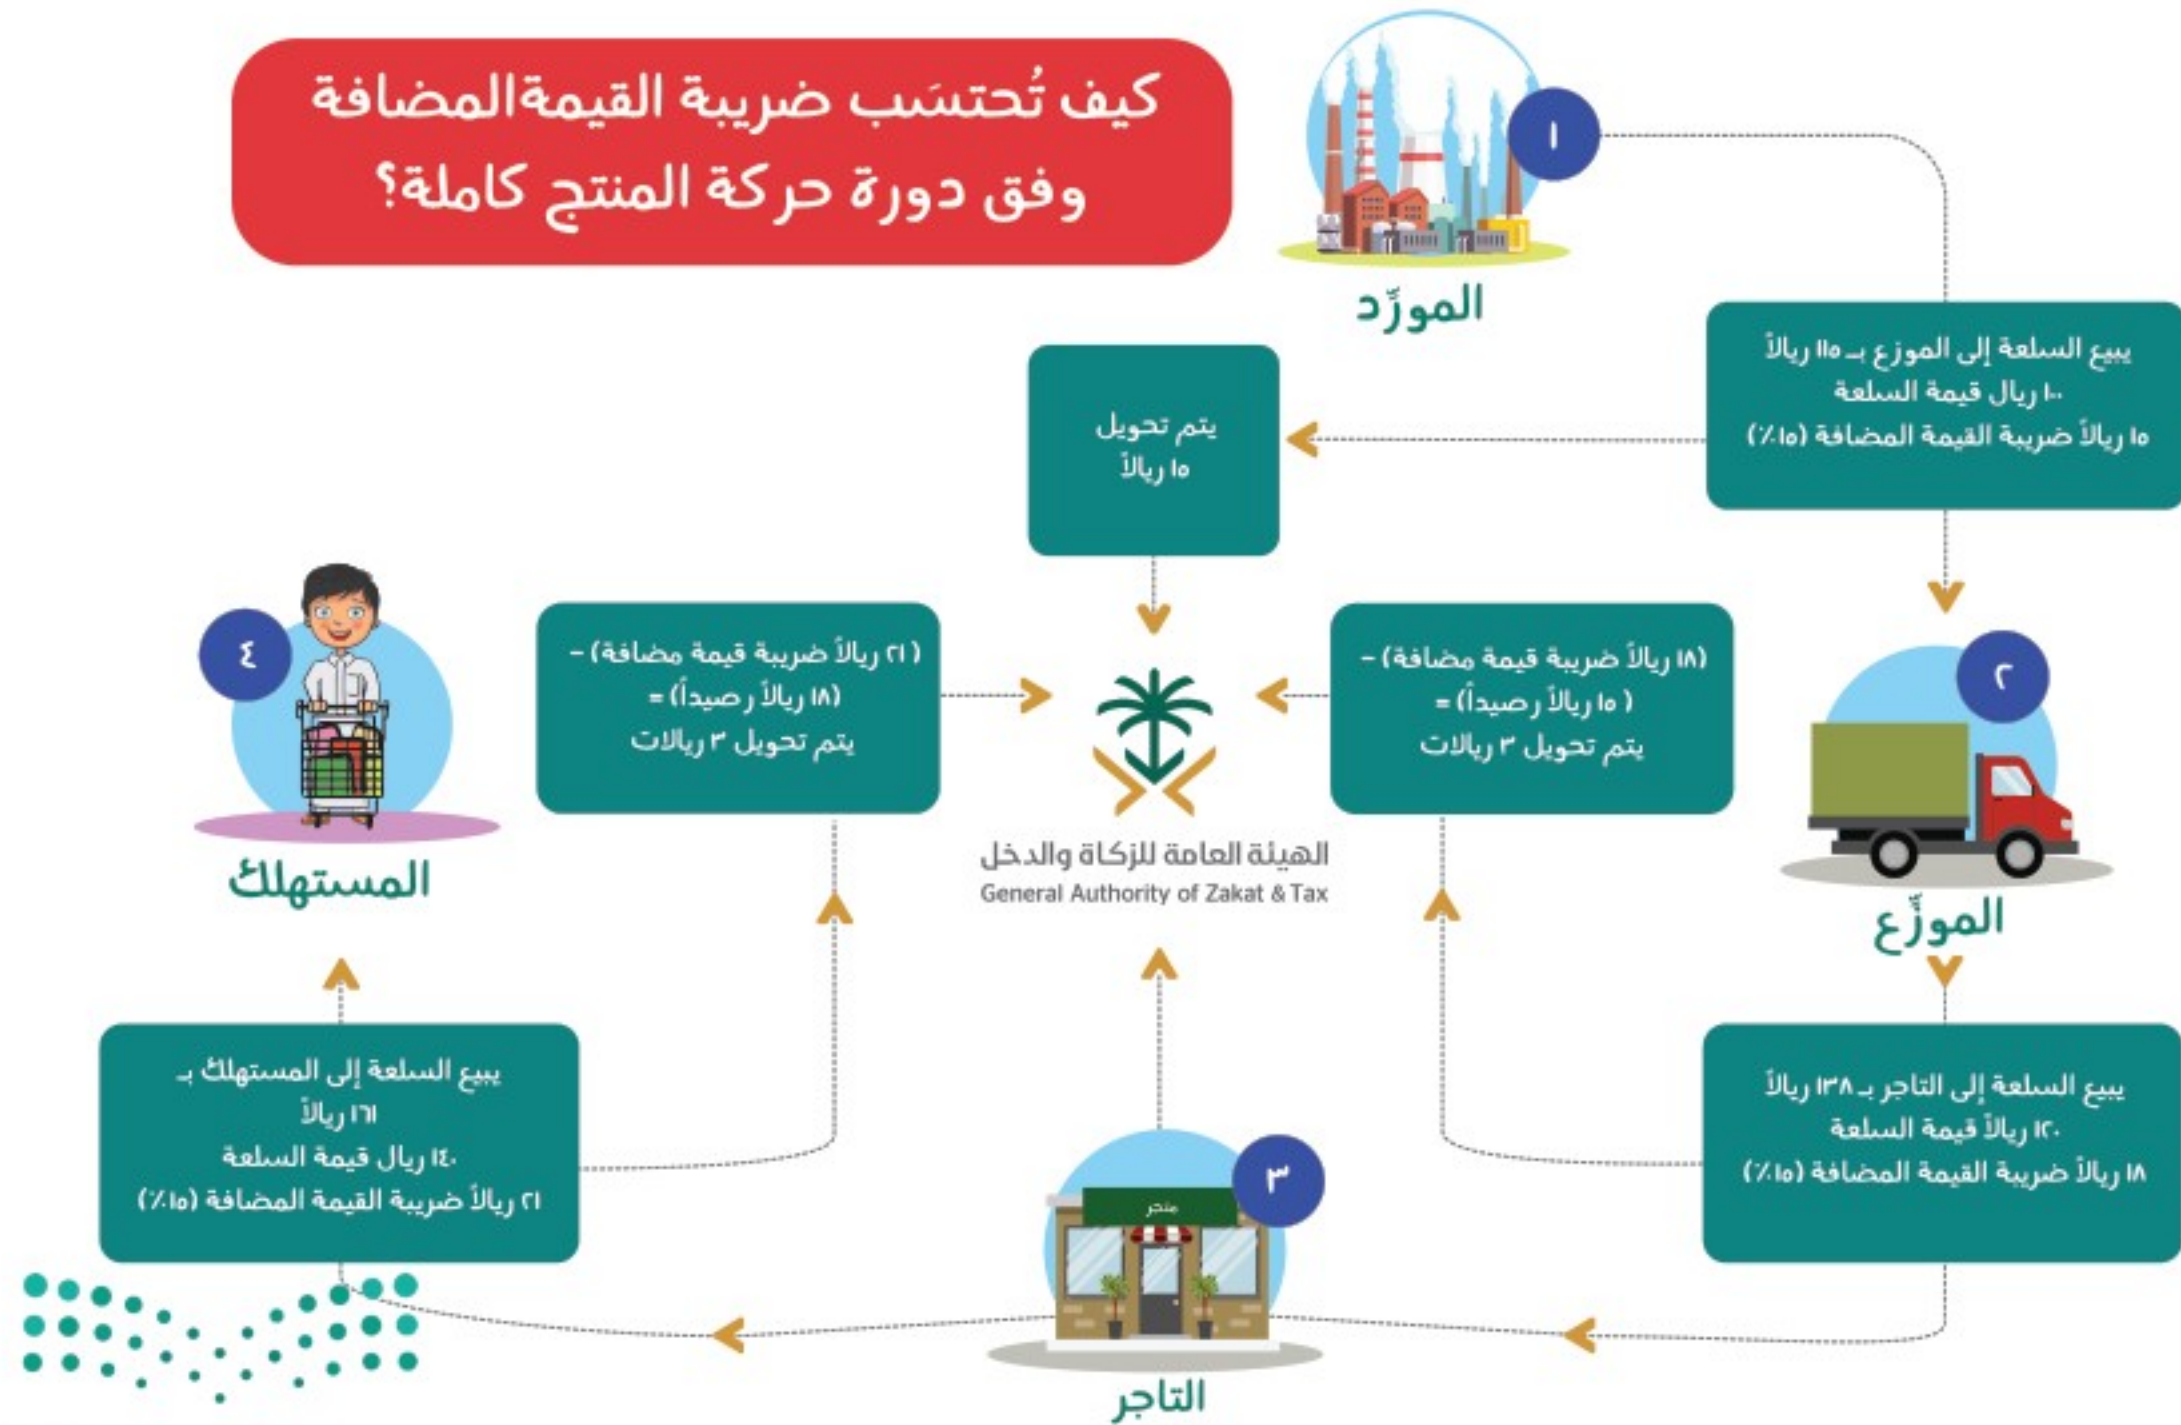 كيف تُحتسَب ضريبة القيمة المضافة
وفق دورة حركة المنتج كاملة؟
١
المورِّد
يبيع السلعة إلى الموزع بـ ١١٥ ريالاً
١٠٠ ريال قيمة السلعة
١٥ ريالاً ضريبة القيمة المضافة (١٥٪)
يتم تحويل
١٥ ريالاً
٢
الموزِّع
(١٨ ريالاً ضريبة قيمة مضافة) –
(١٥ ريالاً رصيداً) =
يتم تحويل ٣ ريالات
يبيع السلعة إلى التاجر بـ ١٣٨ ريالاً
١٢٠ ريالاً قيمة السلعة
١٨ ريالاً ضريبة القيمة المضافة (١٥٪)
الهيئة العامة للزكاة والدخل
General Authority of Zakat & Tax
٣
متجر
التاجر
(٢١ ريالاً ضريبة قيمة مضافة) –
(١٨ ريالاً رصيداً) =
يتم تحويل ٣ ريالات
يبيع السلعة إلى المستهلك بـ
١٦١ ريالاً
١٤٠ ريال قيمة السلعة
٢١ ريالاً ضريبة القيمة المضافة (١٥٪)
٤
المستهلك